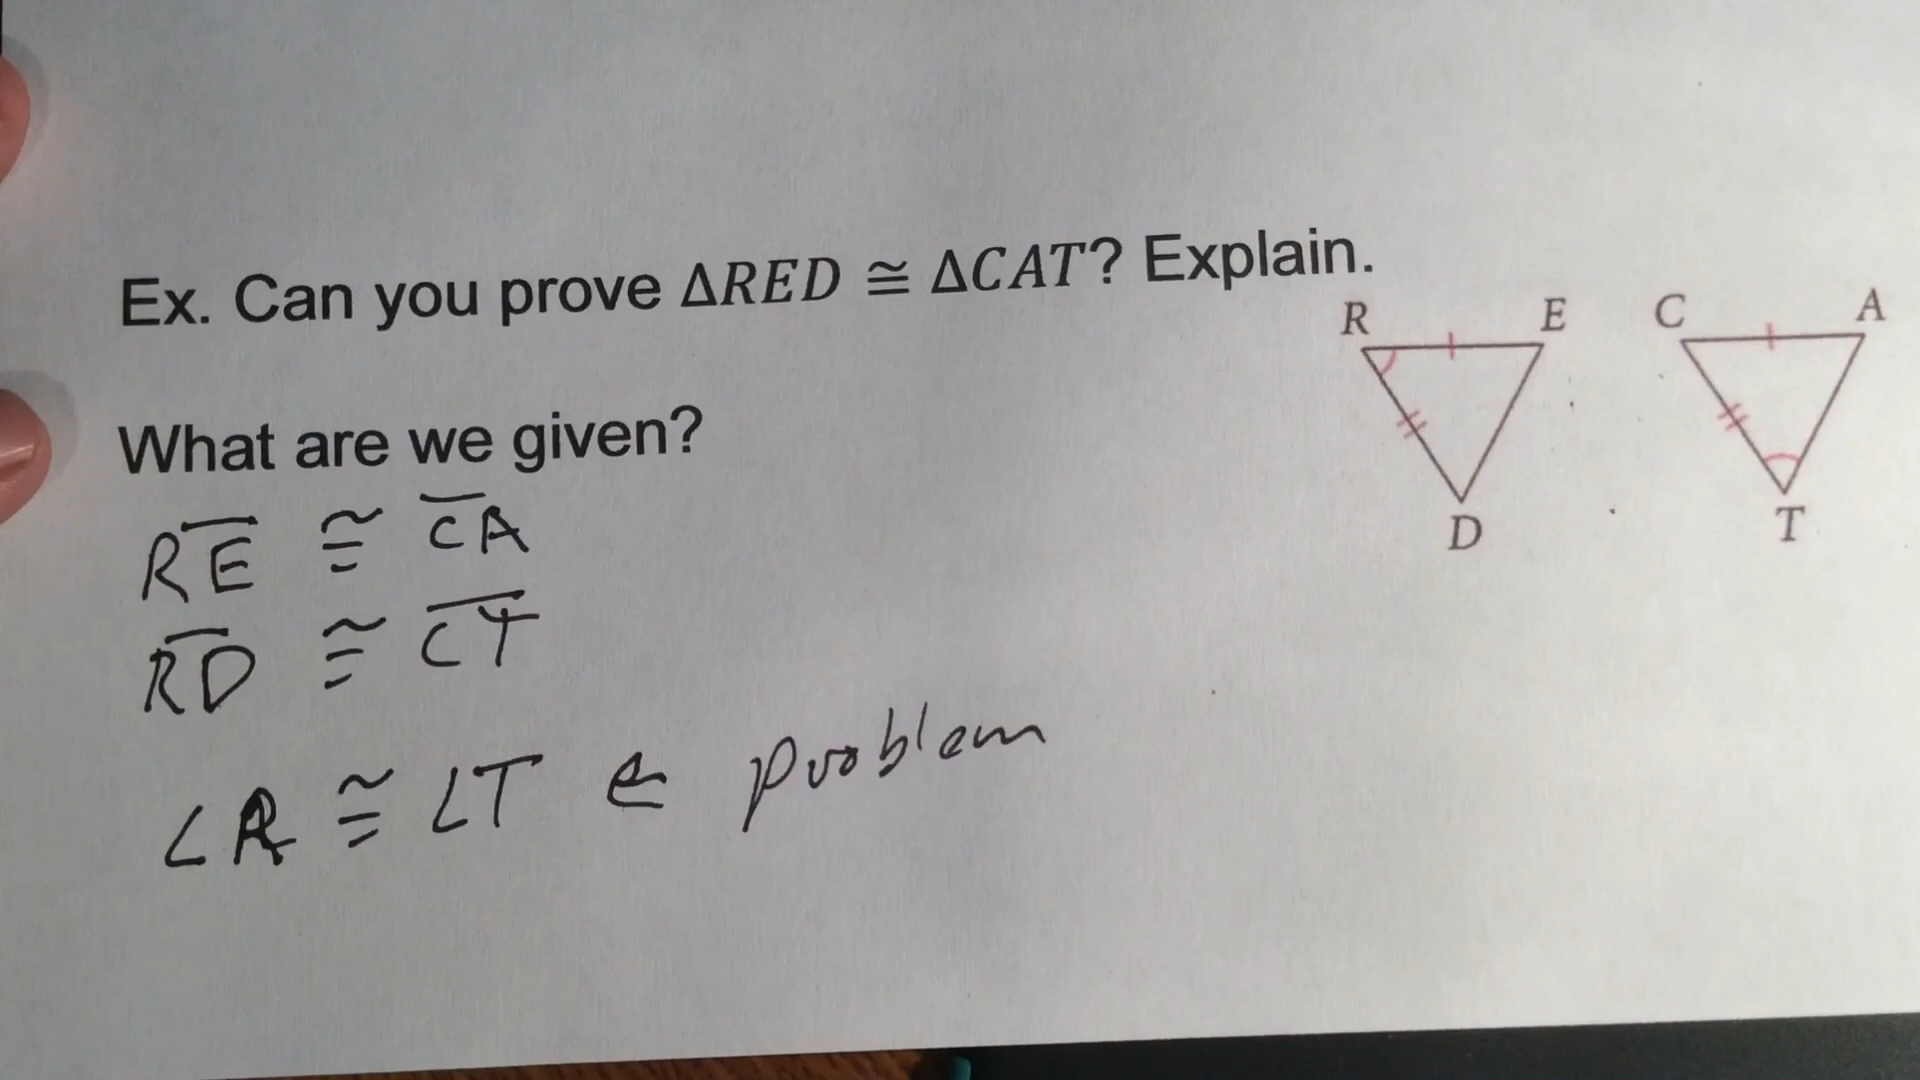 Ex. Can you prove ΔRED ≅ ΔCAT? Explain.
R E C A
D T
What are we given?
RE ≅ CA
RD ≅ CT
∠R ≅ ∠T ← problem